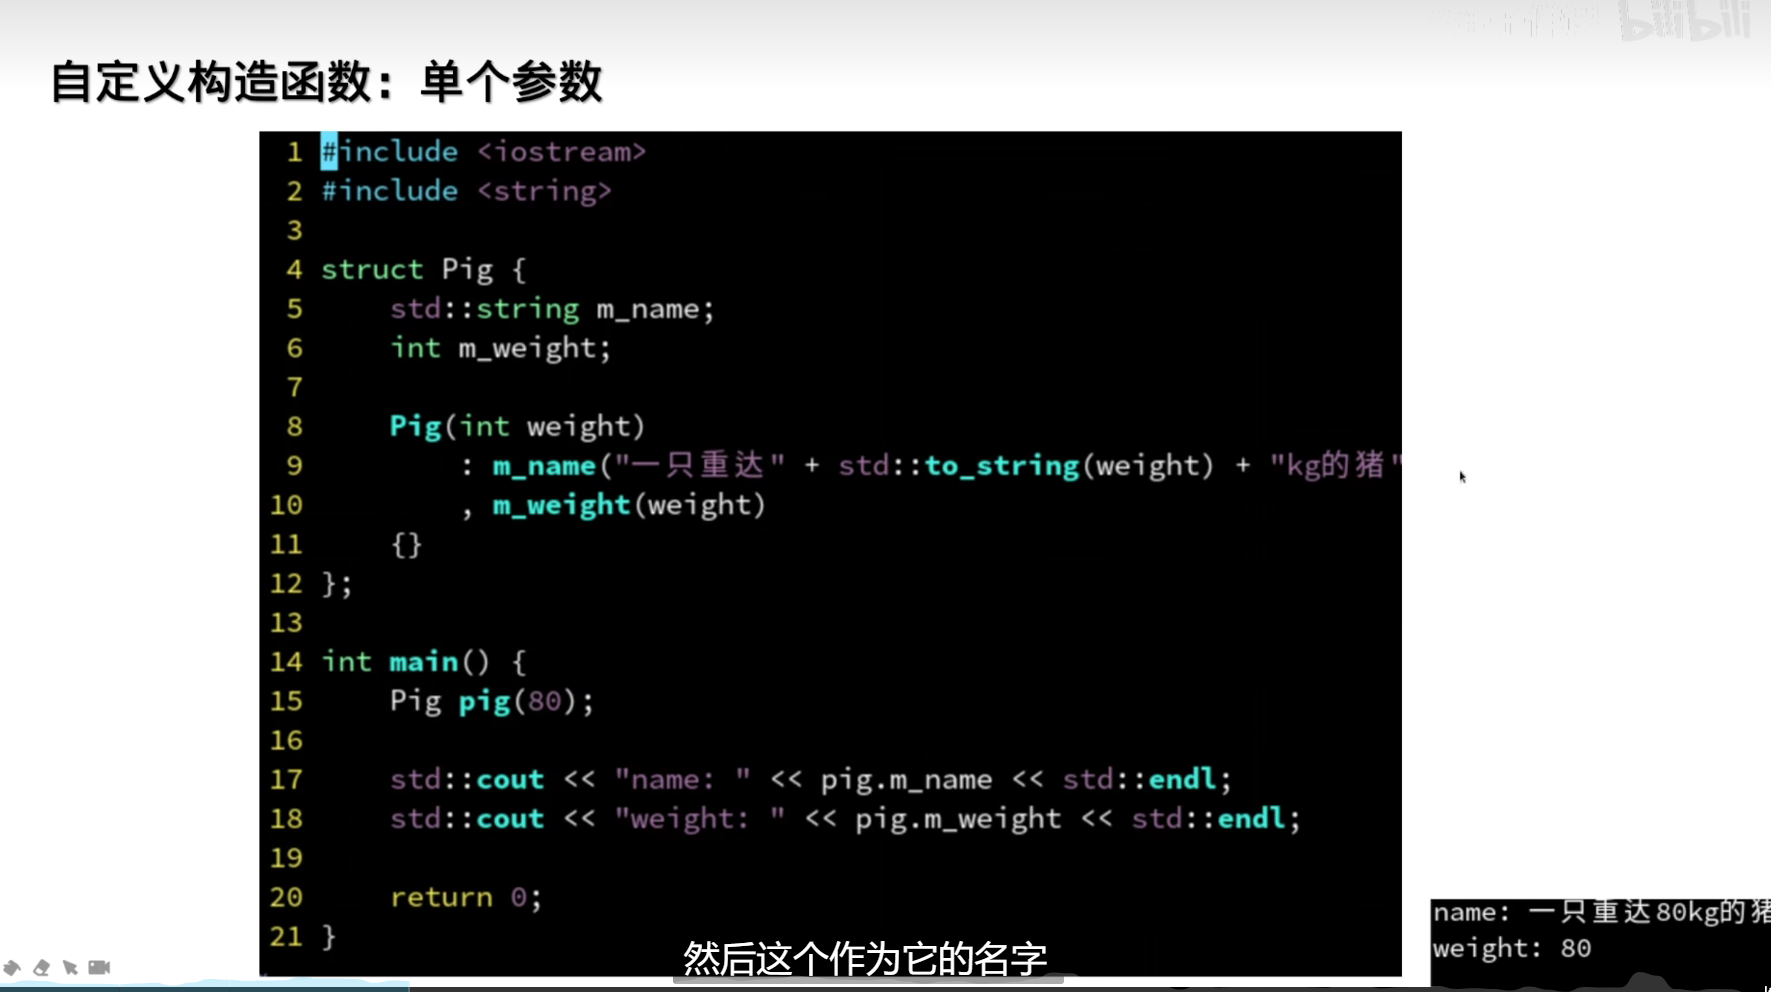 bilibili
自定义构造函数：单个参数
1 #include <iostream>
2 #include <string>
3
4 struct Pig {
5     std::string m_name;
6     int m_weight;
7
8     Pig(int weight)
9         : m_name("一只重达" + std::to_string(weight) + "kg的猪"
10         , m_weight(weight)
11     {}
12 };
13
14 int main() {
15     Pig pig(80);
16
17     std::cout << "name: " << pig.m_name << std::endl;
18     std::cout << "weight: " << pig.m_weight << std::endl;
19
20     return 0;
21 }
name: 一只重达80kg的猪
weight: 80
然后这个作为它的名字